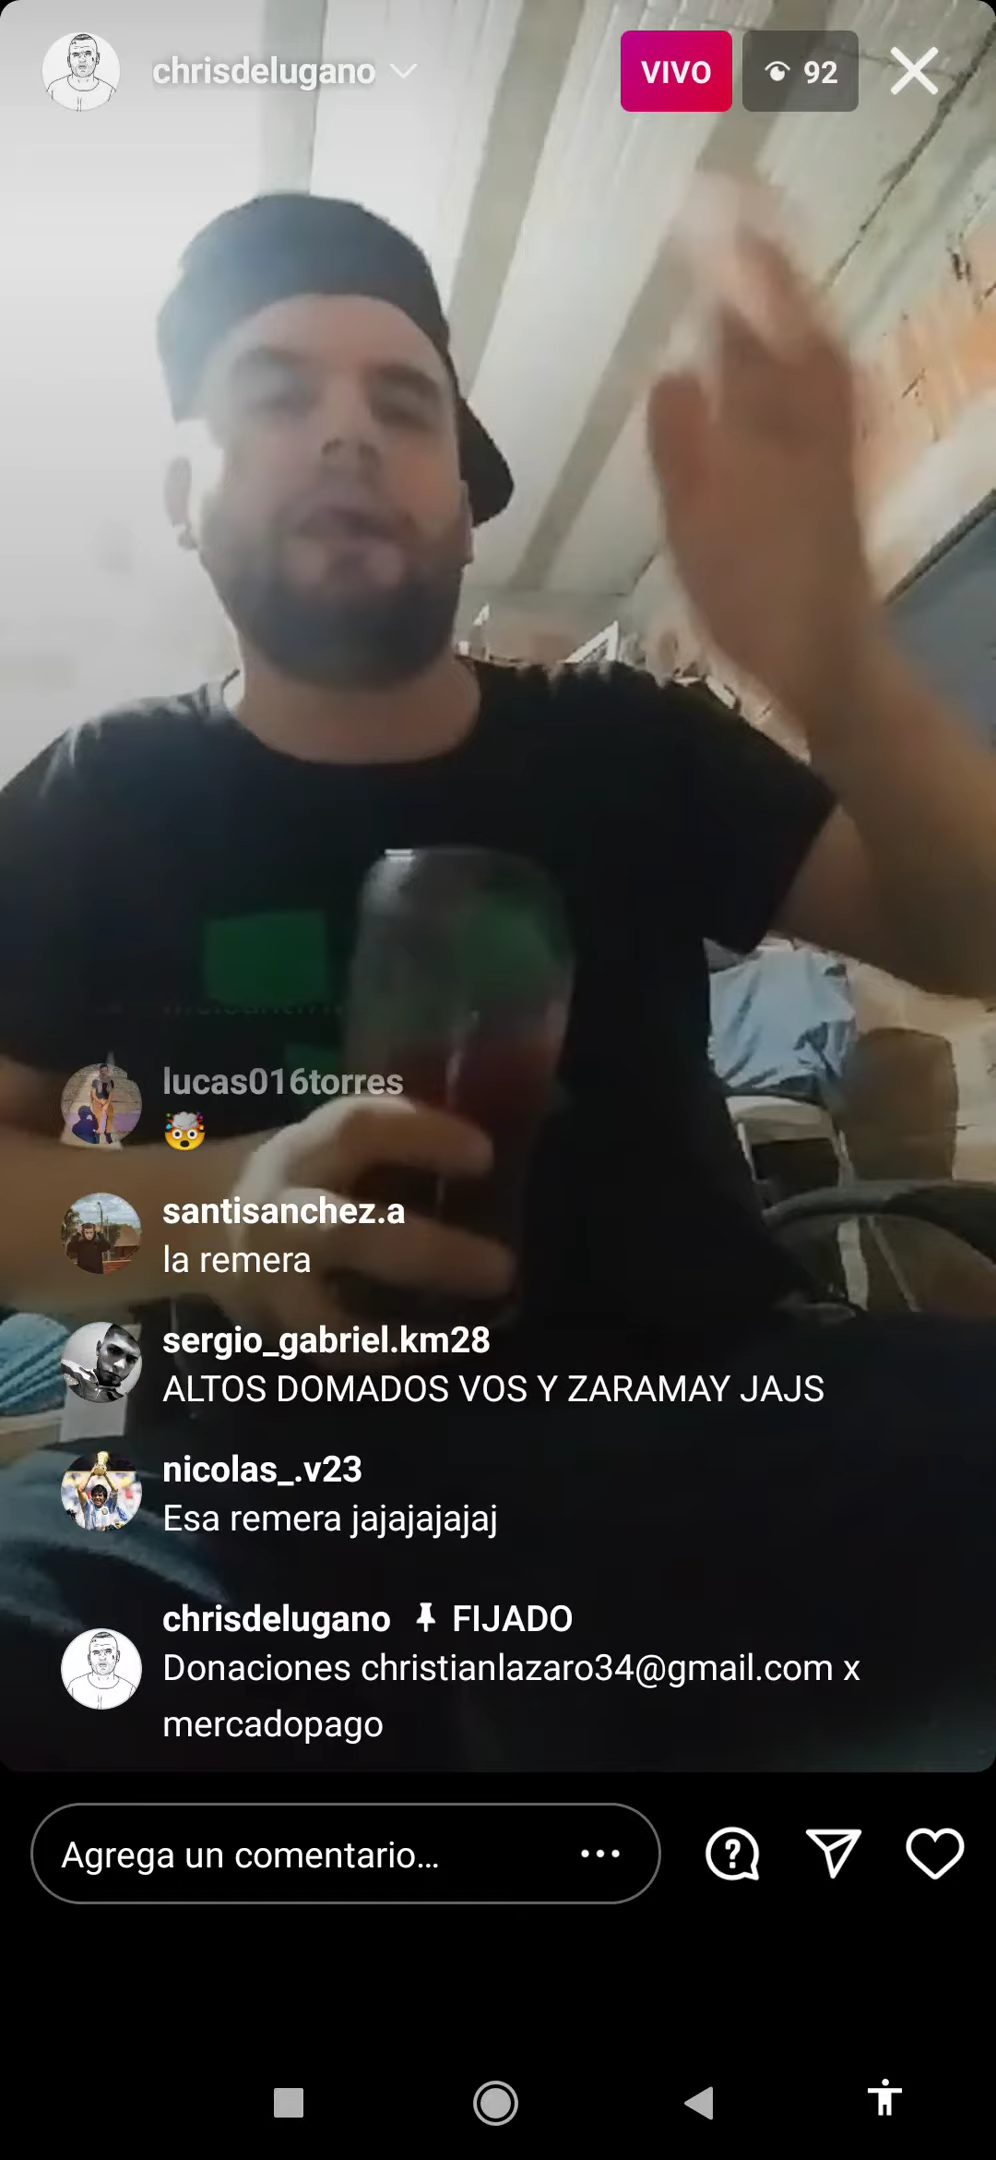 chrisdelugano
VIVO
92
lucas016torres
🤯
santisanchez.a
la remera
sergio_gabriel.km28
ALTOS DOMADOS VOS Y ZARAMAY JAJS
nicolas_.v23
Esa remera jajajajajaj
chrisdelugano FIJADO
Donaciones christianlazaro34@gmail.com x
mercadopago
Agrega un comentario...